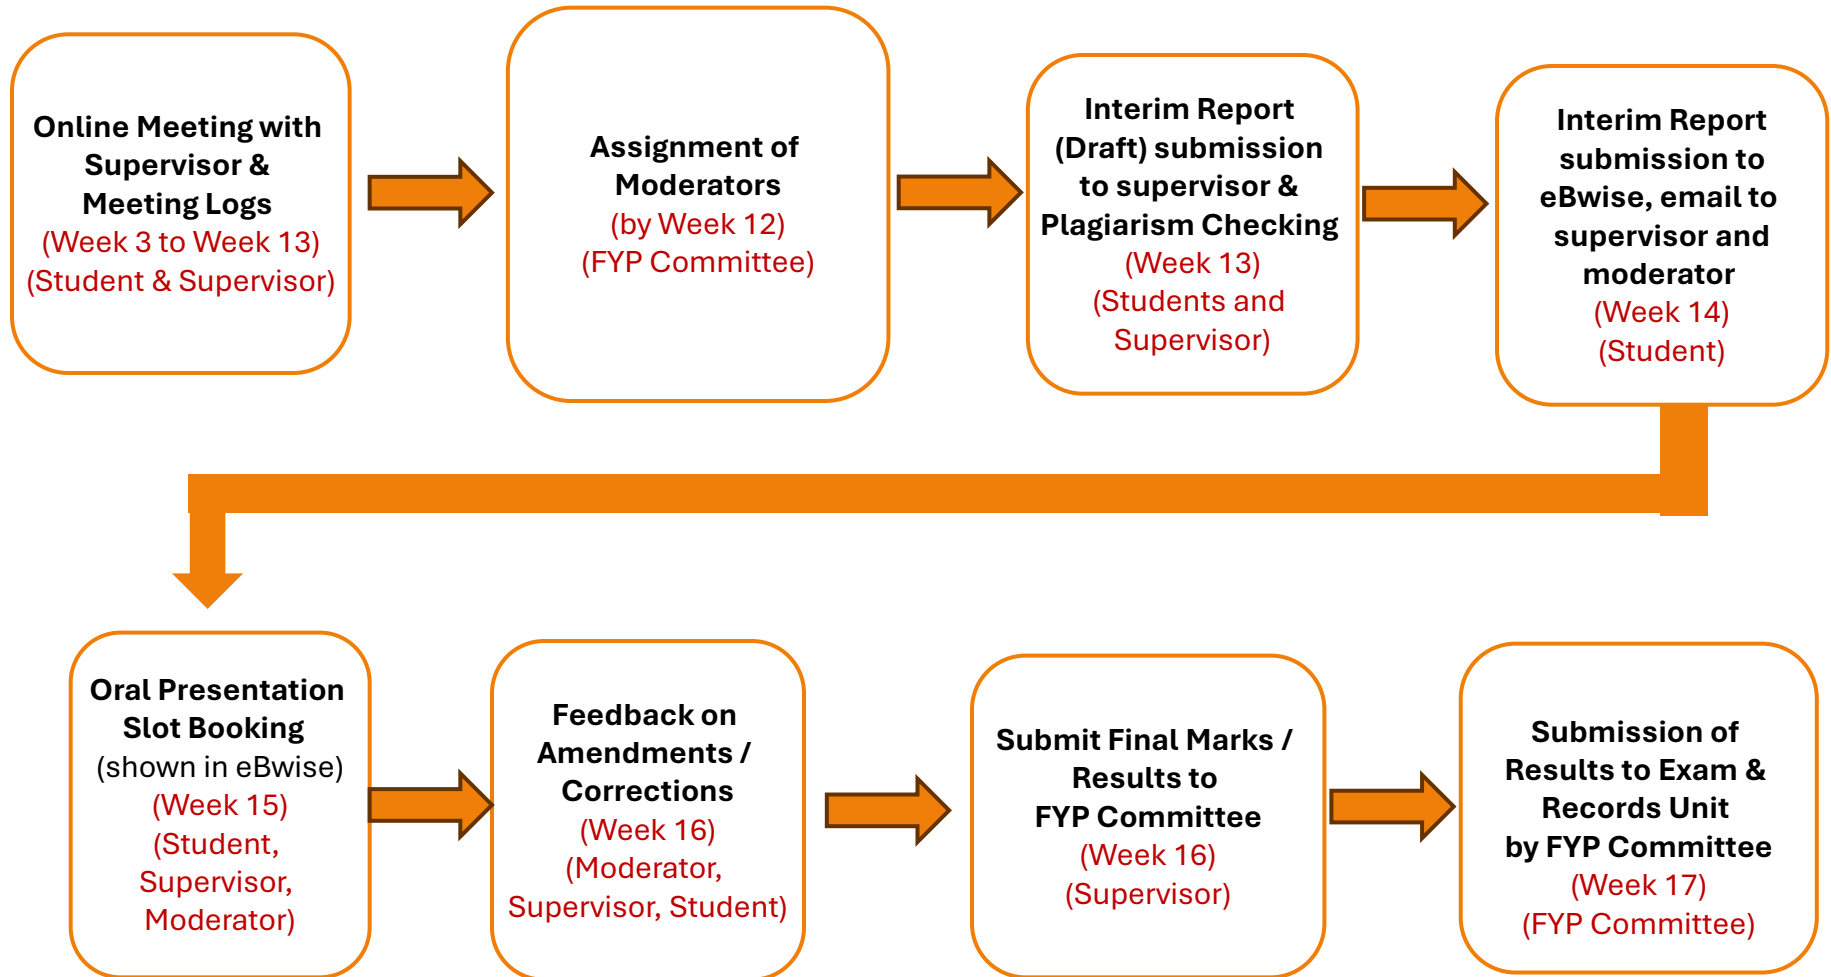 Online Meeting with
Supervisor &
Meeting Logs
(Week 3 to Week 13)
(Student & Supervisor)
Assignment of
Moderators
(by Week 12)
(FYP Committee)
Interim Report
(Draft) submission
to supervisor &
Plagiarism Checking
(Week 13)
(Students and
Supervisor)
Interim Report
submission to
eBwise, email to
supervisor and
moderator
(Week 14)
(Student)
Oral Presentation
Slot Booking
(shown in eBwise)
(Week 15)
(Student,
Supervisor,
Moderator)
Feedback on
Amendments /
Corrections
(Week 16)
(Moderator,
Supervisor, Student)
Submit Final Marks /
Results to
FYP Committee
(Week 16)
(Supervisor)
Submission of
Results to Exam &
Records Unit
by FYP Committee
(Week 17)
(FYP Committee)